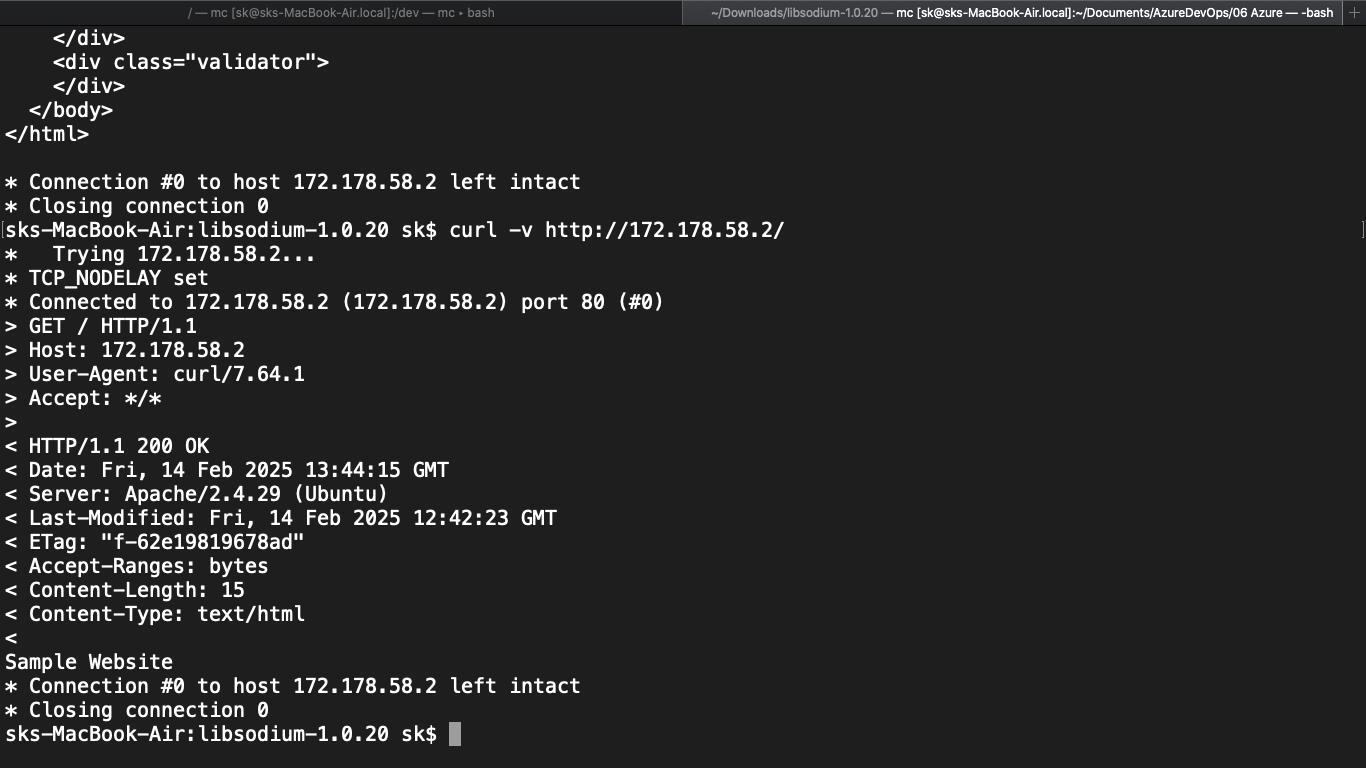 / — mc [sk@sks-MacBook-Air.local]:/dev — mc ‣ bash
~/Downloads/libsodium-1.0.20 — mc [sk@sks-MacBook-Air.local]:~/Documents/AzureDevOps/06 Azure — -bash
</div>
<div class="validator">
</div>
</body>
</html>
* Connection #0 to host 172.178.58.2 left intact
* Closing connection 0
sks-MacBook-Air:libsodium-1.0.20 sk$ curl -v http://172.178.58.2/
*   Trying 172.178.58.2...
* TCP_NODELAY set
* Connected to 172.178.58.2 (172.178.58.2) port 80 (#0)
> GET / HTTP/1.1
> Host: 172.178.58.2
> User-Agent: curl/7.64.1
> Accept: */*
>
< HTTP/1.1 200 OK
< Date: Fri, 14 Feb 2025 13:44:15 GMT
< Server: Apache/2.4.29 (Ubuntu)
< Last-Modified: Fri, 14 Feb 2025 12:42:23 GMT
< ETag: "f-62e19819678ad"
< Accept-Ranges: bytes
< Content-Length: 15
< Content-Type: text/html
<
Sample Website
* Connection #0 to host 172.178.58.2 left intact
* Closing connection 0
sks-MacBook-Air:libsodium-1.0.20 sk$